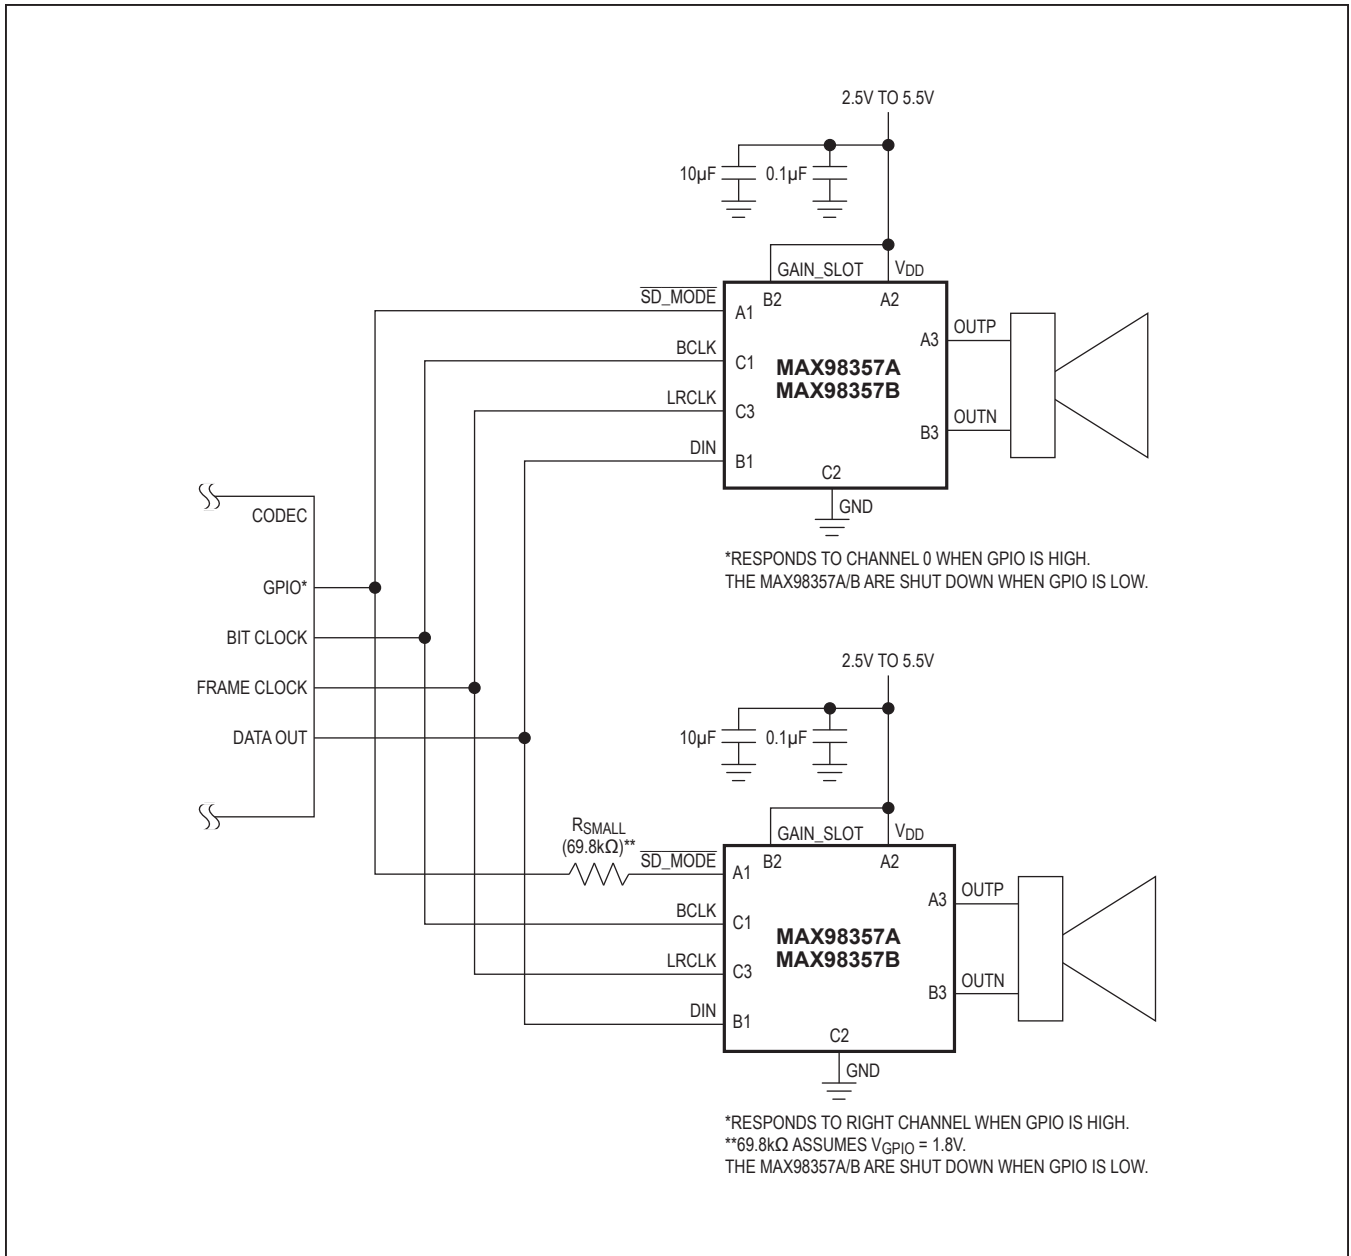 2.5V TO 5.5V
10µF
0.1µF
GAIN_SLOT
VDD
SD_MODE
B2
A2
A1
OUTP
A3
BCLK
C1
MAX98357A
MAX98357B
LRCLK
C3
OUTN
B3
DIN
B1
C2
GND
CODEC
*RESPONDS TO CHANNEL 0 WHEN GPIO IS HIGH.
THE MAX98357A/B ARE SHUT DOWN WHEN GPIO IS LOW.
GPIO*
BIT CLOCK
FRAME CLOCK
DATA OUT
2.5V TO 5.5V
10µF
0.1µF
RSMALL
(69.8kΩ)**
GAIN_SLOT
VDD
SD_MODE
B2
A2
A1
OUTP
A3
BCLK
C1
MAX98357A
MAX98357B
LRCLK
C3
OUTN
B3
DIN
B1
C2
GND
*RESPONDS TO RIGHT CHANNEL WHEN GPIO IS HIGH.
**69.8kΩ ASSUMES VGPIO = 1.8V.
THE MAX98357A/B ARE SHUT DOWN WHEN GPIO IS LOW.